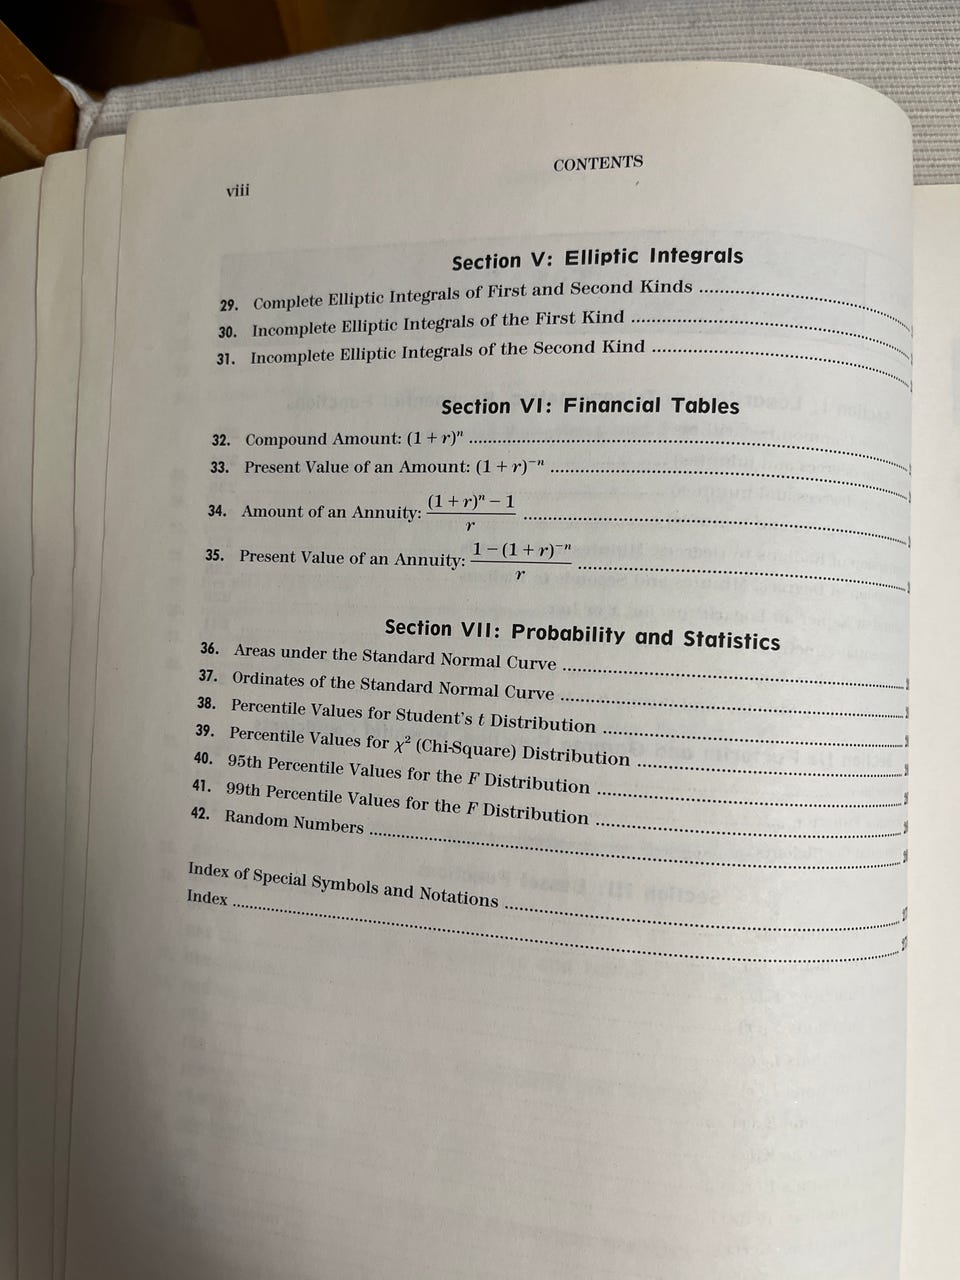 CONTENTS
viii
Section V: Elliptic Integrals
29. Complete Elliptic Integrals of First and Second Kinds
30. Incomplete Elliptic Integrals of the First Kind
31. Incomplete Elliptic Integrals of the Second Kind
Section VI: Financial Tables
32. Compound Amount: (1 + r)ⁿ
33. Present Value of an Amount: (1 + r)⁻ⁿ
34. Amount of an Annuity: ((1 + r)ⁿ − 1) / r
35. Present Value of an Annuity: (1 − (1 + r)⁻ⁿ) / r
Section VII: Probability and Statistics
36. Areas under the Standard Normal Curve
37. Ordinates of the Standard Normal Curve
38. Percentile Values for Student's t Distribution
39. Percentile Values for χ² (Chi-Square) Distribution
40. 95th Percentile Values for the F Distribution
41. 99th Percentile Values for the F Distribution
42. Random Numbers
Index of Special Symbols and Notations
Index